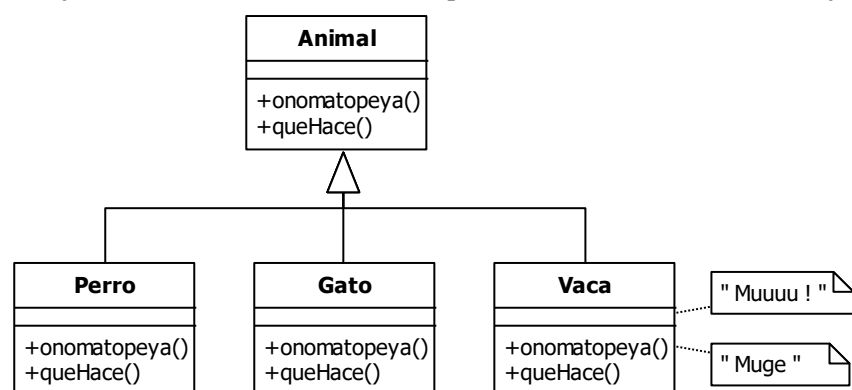 Animal
+onomatopeya()
+queHace()
Perro
+onomatopeya()
+queHace()
Gato
+onomatopeya()
+queHace()
Vaca
+onomatopeya()
+queHace()
" Muuuu ! "
" Muge "